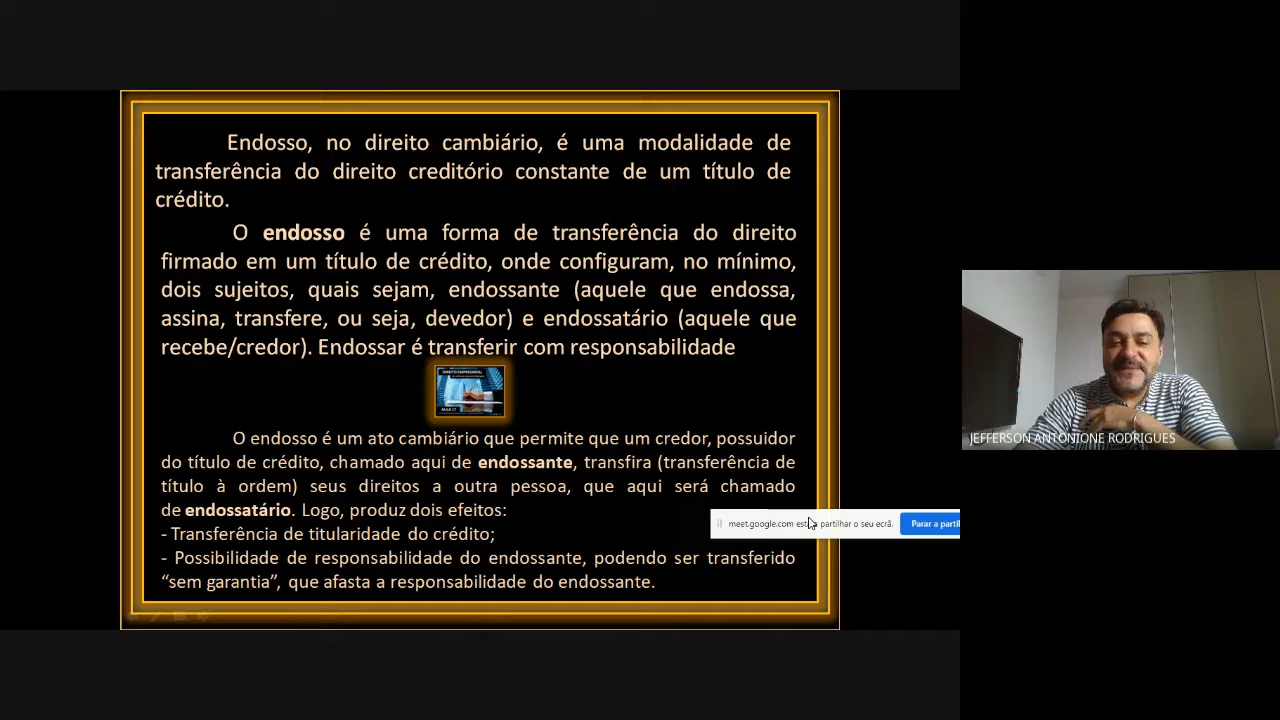 Endosso, no direito cambiário, é uma modalidade de
transferência do direito creditório constante de um título de
crédito.
O endosso é uma forma de transferência do direito
firmado em um título de crédito, onde configuram, no mínimo,
dois sujeitos, quais sejam, endossante (aquele que endossa,
assina, transfere, ou seja, devedor) e endossatário (aquele que
recebe/credor). Endossar é transferir com responsabilidade
DIREITO EMPRESARIAL
AULA 17
O endosso é um ato cambiário que permite que um credor, possuidor
do título de crédito, chamado aqui de endossante, transfira (transferência de
título à ordem) seus direitos a outra pessoa, que aqui será chamado
de endossatário. Logo, produz dois efeitos:
- Transferência de titularidade do crédito;
- Possibilidade de responsabilidade do endossante, podendo ser transferido
“sem garantia”, que afasta a responsabilidade do endossante.
meet.google.com partilhar o seu ecrã.
Parar a partil
JEFFERSON ANTONIONE RODRIGUES